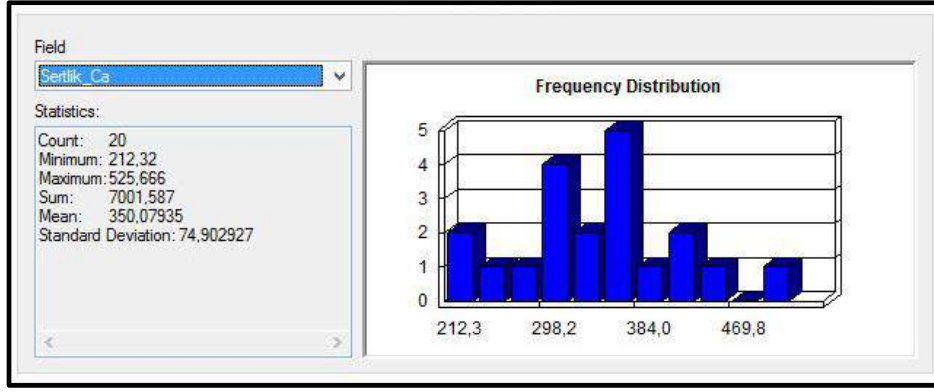 Field
Sertlik_Ca
Statistics:
Count: 20
Minimum: 212,32
Maximum: 525,666
Sum: 7001,587
Mean: 350,07935
Standard Deviation: 74,902927
Frequency Distribution
5
4
3
2
1
0
212,3 298,2 384,0 469,8